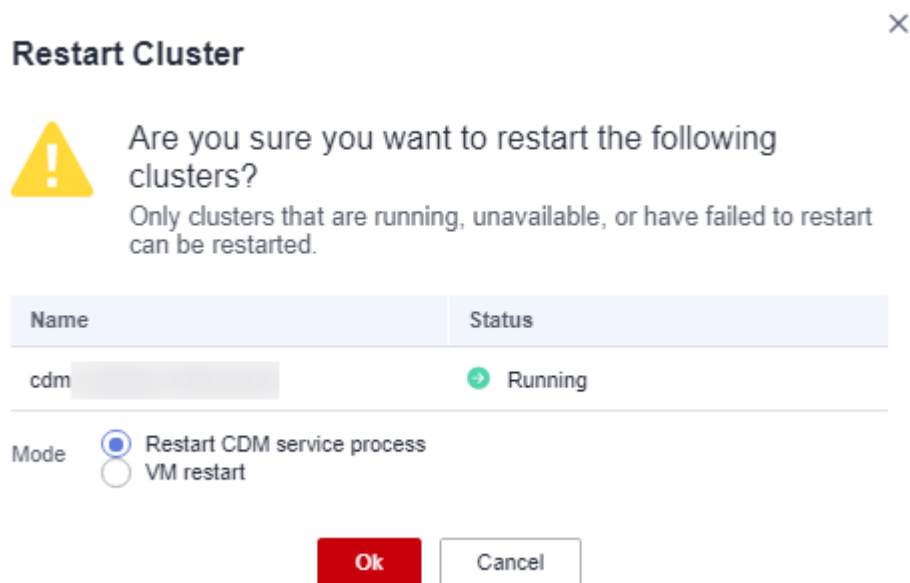 Restart Cluster
Are you sure you want to restart the following
clusters?
Only clusters that are running, unavailable, or have failed to restart
can be restarted.
Name Status
cdm Running
Mode Restart CDM service process
VM restart
Ok Cancel